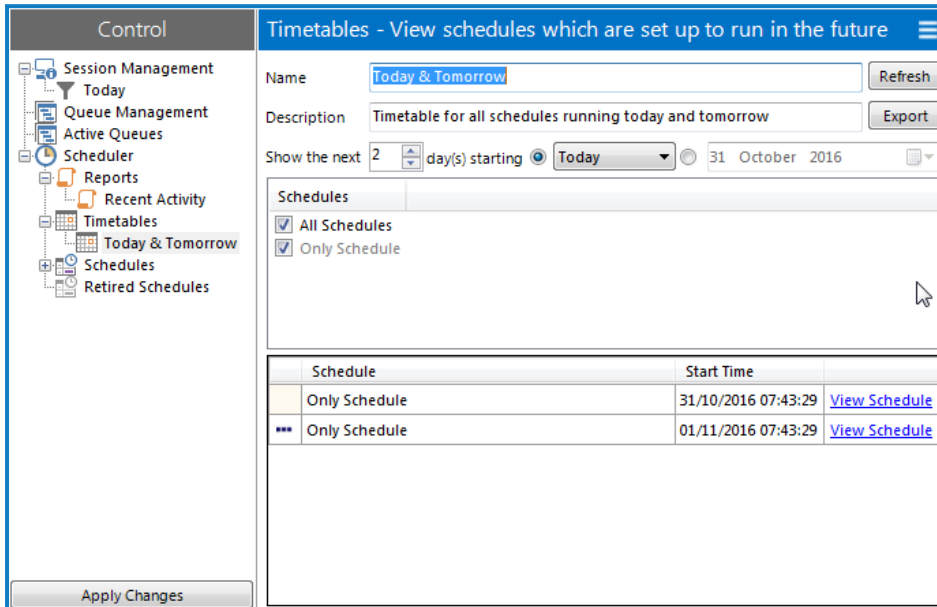 Control
Session Management
Today
Queue Management
Active Queues
Scheduler
Reports
Recent Activity
Timetables
Today & Tomorrow
Schedules
Retired Schedules
Apply Changes
Timetables - View schedules which are set up to run in the future
Name Today & Tomorrow Refresh
Description Timetable for all schedules running today and tomorrow Export
Show the next 2 day(s) starting Today 31 October 2016
Schedules
All Schedules
Only Schedule
Schedule Start Time
Only Schedule 31/10/2016 07:43:29 View Schedule
Only Schedule 01/11/2016 07:43:29 View Schedule